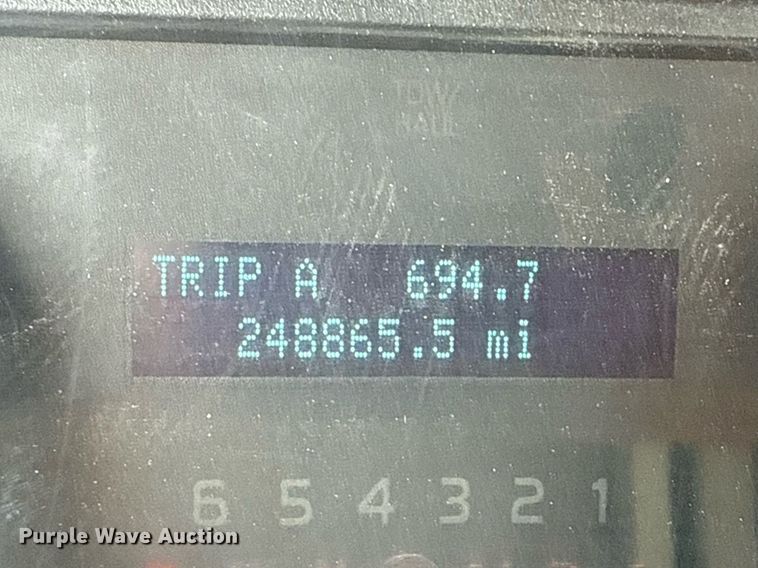 TOW/
HAUL
TRIP A 694.7
248865.5 mi
6 5 4 3 2 1
Purple Wave Auction